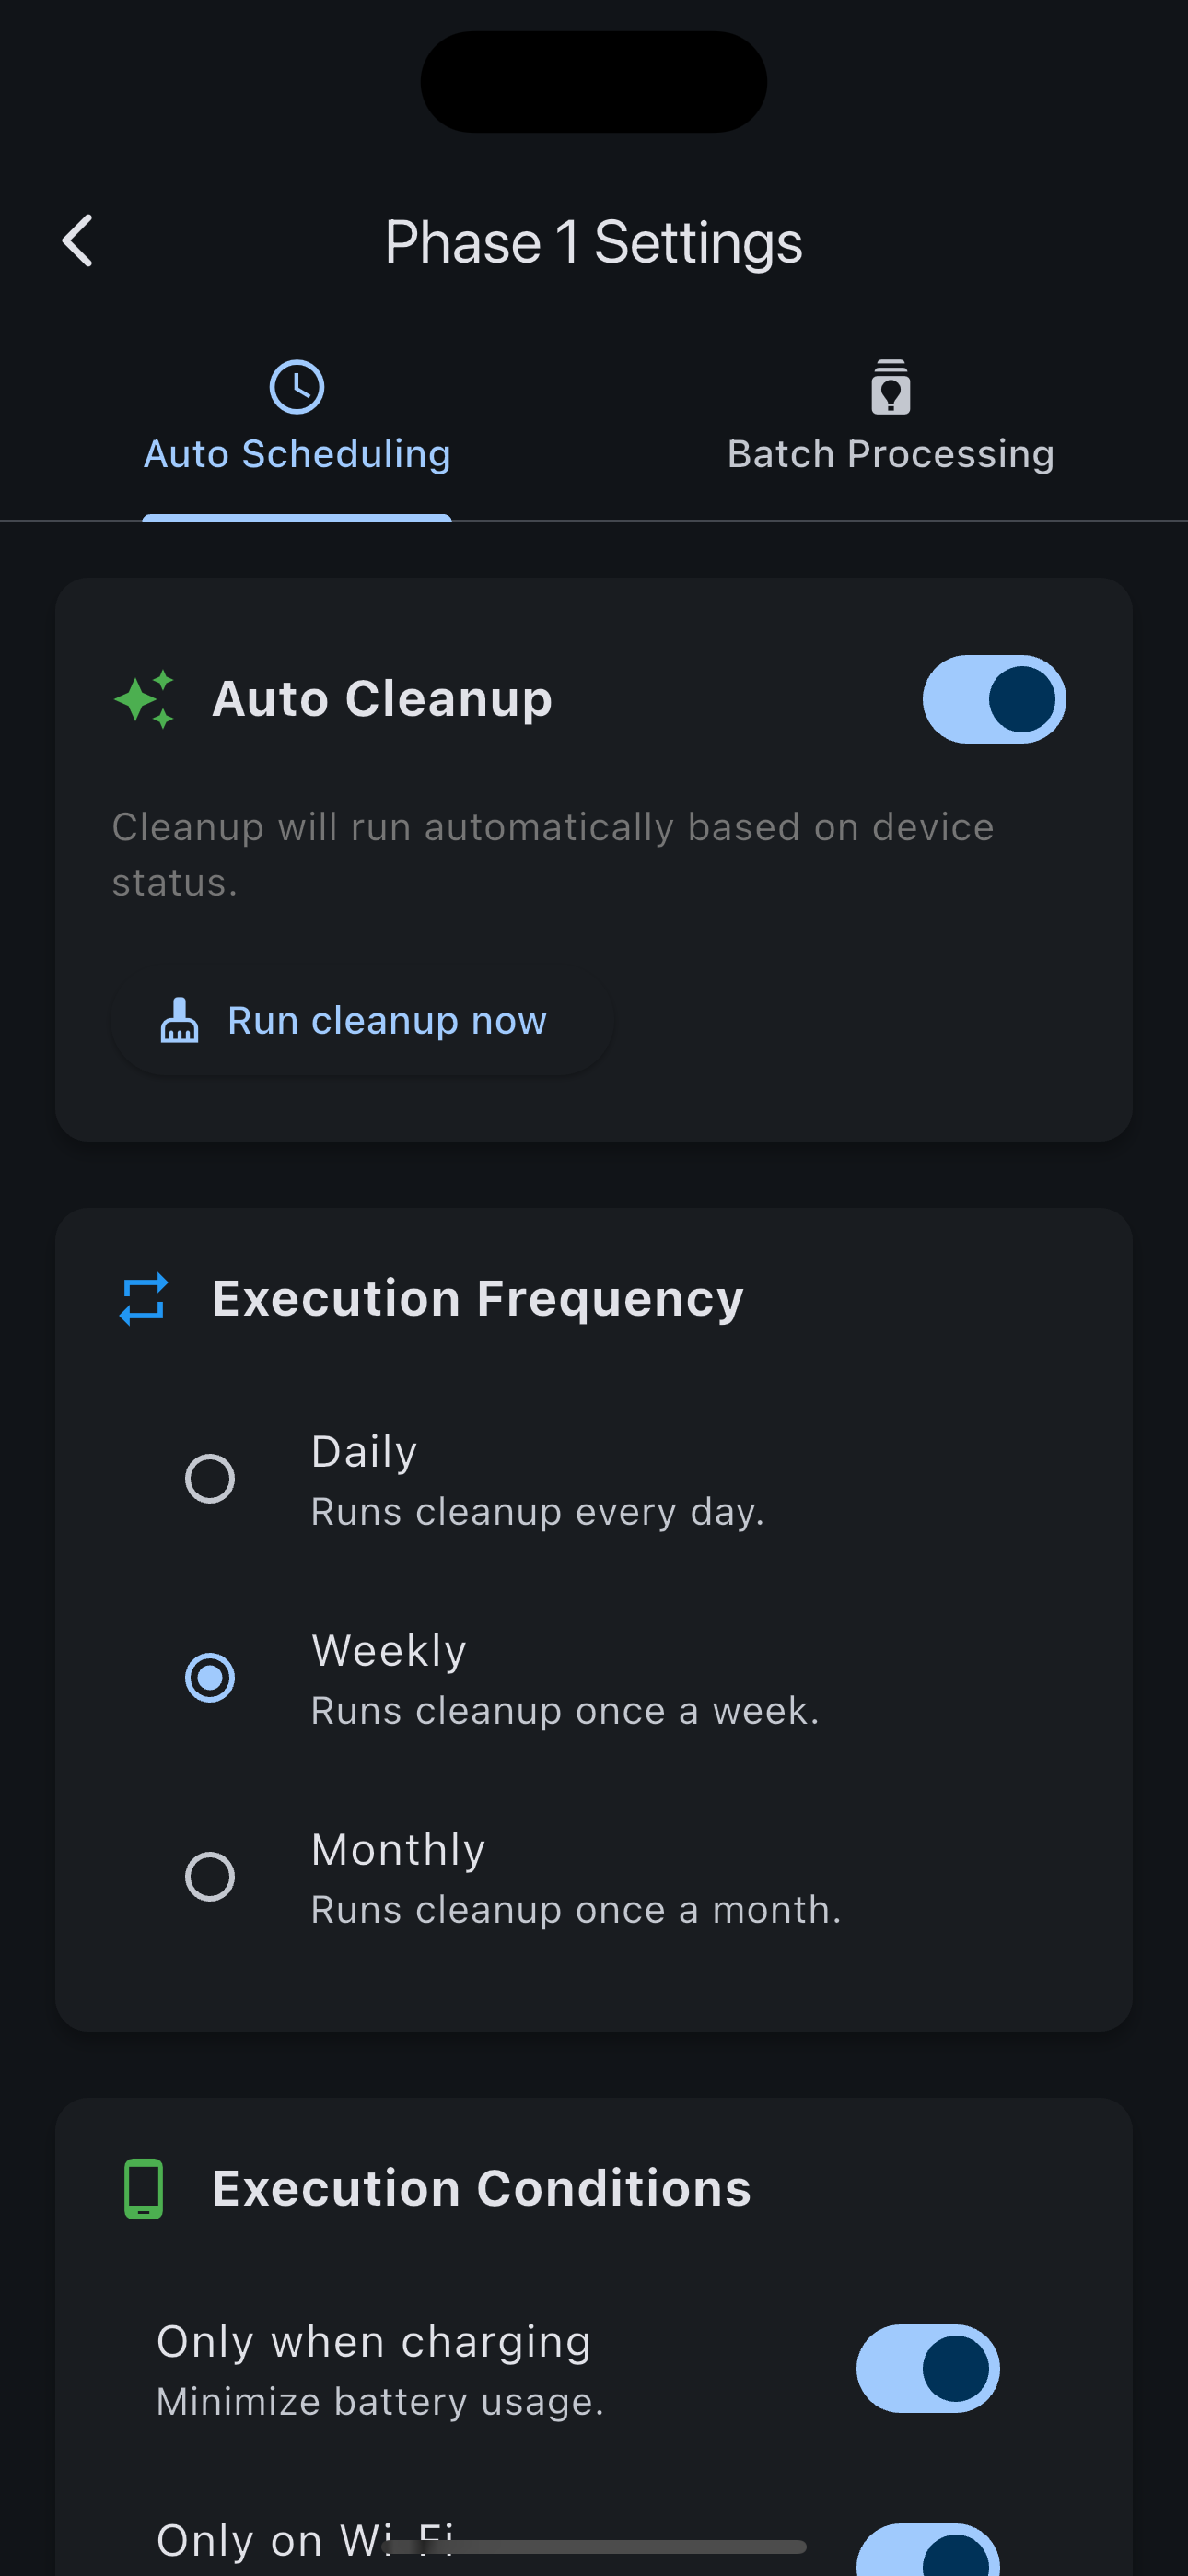 Phase 1 Settings
Auto Scheduling
Batch Processing
Auto Cleanup
Cleanup will run automatically based on device
status.
Run cleanup now
Execution Frequency
Daily
Runs cleanup every day.
Weekly
Runs cleanup once a week.
Monthly
Runs cleanup once a month.
Execution Conditions
Only when charging
Minimize battery usage.
Only on Wi-Fi